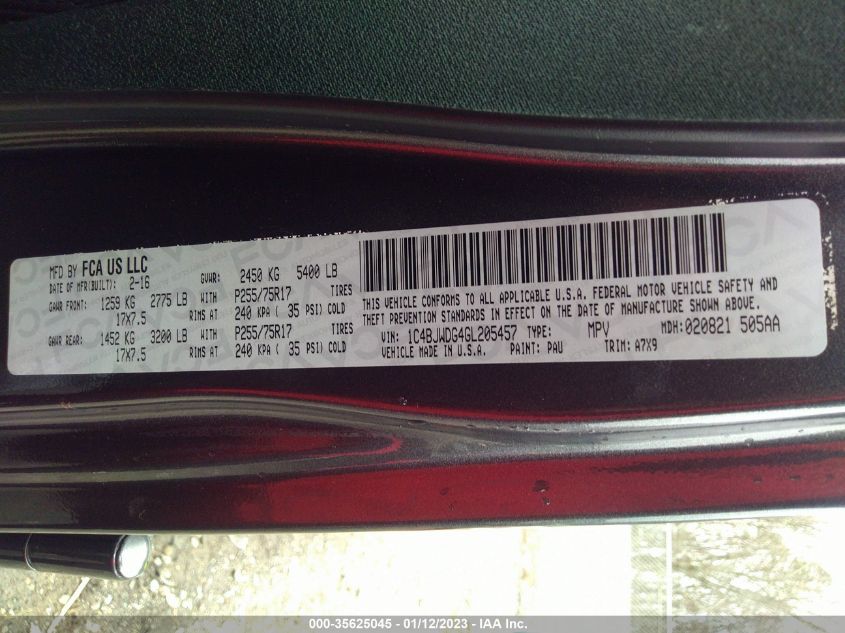 MFD BY FCA US LLC
DATE OF MFR(BUILT): 2-16 GVWR: 2450 KG 5400 LB
GAWR FRONT: 1259 KG 2775 LB WITH P255/75R17 TIRES
17X7.5 RIMS AT 240 KPA ( 35 PSI) COLD
GAWR REAR: 1452 KG 3200 LB WITH P255/75R17 TIRES
17X7.5 RIMS AT 240 KPA ( 35 PSI) COLD
THIS VEHICLE CONFORMS TO ALL APPLICABLE U.S.A. FEDERAL MOTOR VEHICLE SAFETY AND
THEFT PREVENTION STANDARDS IN EFFECT ON THE DATE OF MANUFACTURE SHOWN ABOVE.
VIN: 1C4BJWDG4GL205457 TYPE: MPV MDH:020821 505AA
VEHICLE MADE IN U.S.A. PAINT: PAU TRIM: A7X9
000-35625045 - 01/12/2023 - IAA Inc.